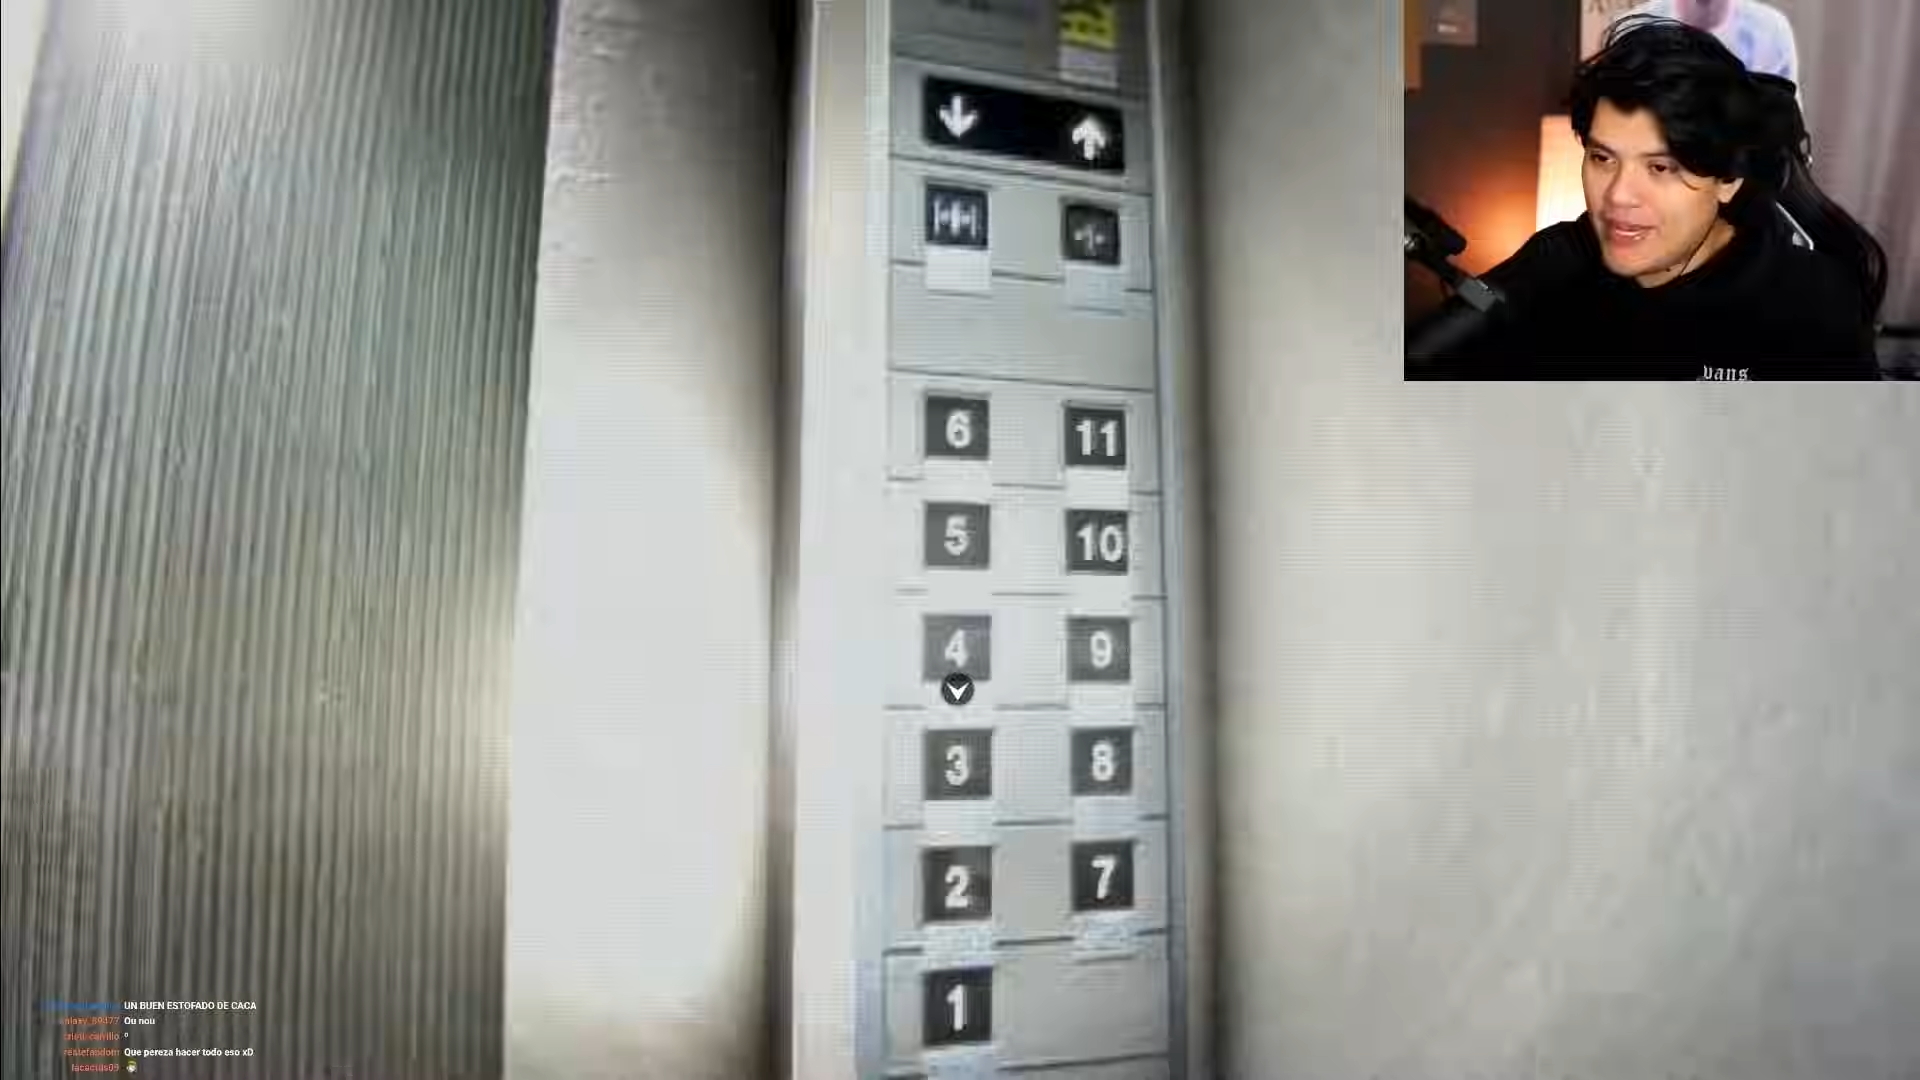 vans
6 11
5 10
4 9
3 8
2 7
1
UN BUEN ESTOFADO DE CACA
Ou nou
Que pereza hacer todo eso xD